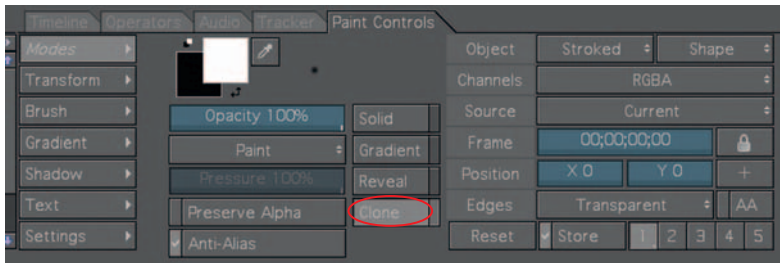 Timeline Operators Audio Tracker Paint Controls
Modes Object Stroked Shape
Transform Channels RGBA
Brush Opacity 100% Solid Source Current
Gradient Paint Gradient Frame 00;00;00;00
Shadow Pressure 100% Reveal Position X 0 Y 0 +
Text Preserve Alpha Clone Edges Transparent AA
Settings Anti-Alias Reset Store 1 2 3 4 5